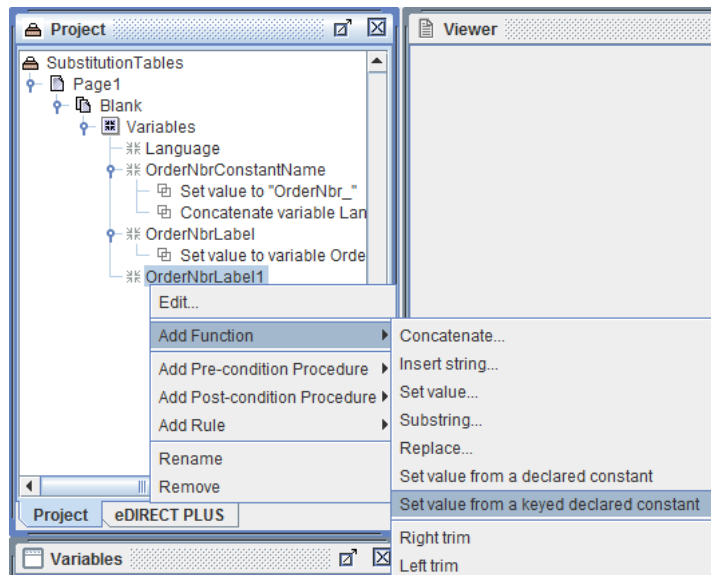 Project
Viewer
SubstitutionTables
Page1
Blank
Variables
Language
OrderNbrConstantName
Set value to "OrderNbr_"
Concatenate variable Lan
OrderNbrLabel
Set value to variable Orde
OrderNbrLabel1
Edit...
Add Function
Add Pre-condition Procedure
Add Post-condition Procedure
Add Rule
Rename
Remove
Concatenate...
Insert string...
Set value...
Substring...
Replace...
Set value from a declared constant
Set value from a keyed declared constant
Right trim
Left trim
Project
eDIRECT PLUS
Variables